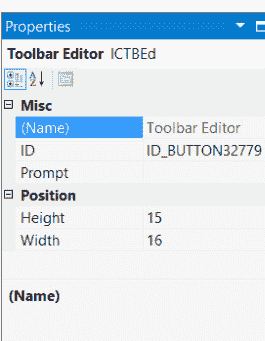 Properties
Toolbar Editor ICTBEd
Misc
(Name) Toolbar Editor
ID ID_BUTTON32779
Prompt
Position
Height 15
Width 16
(Name)